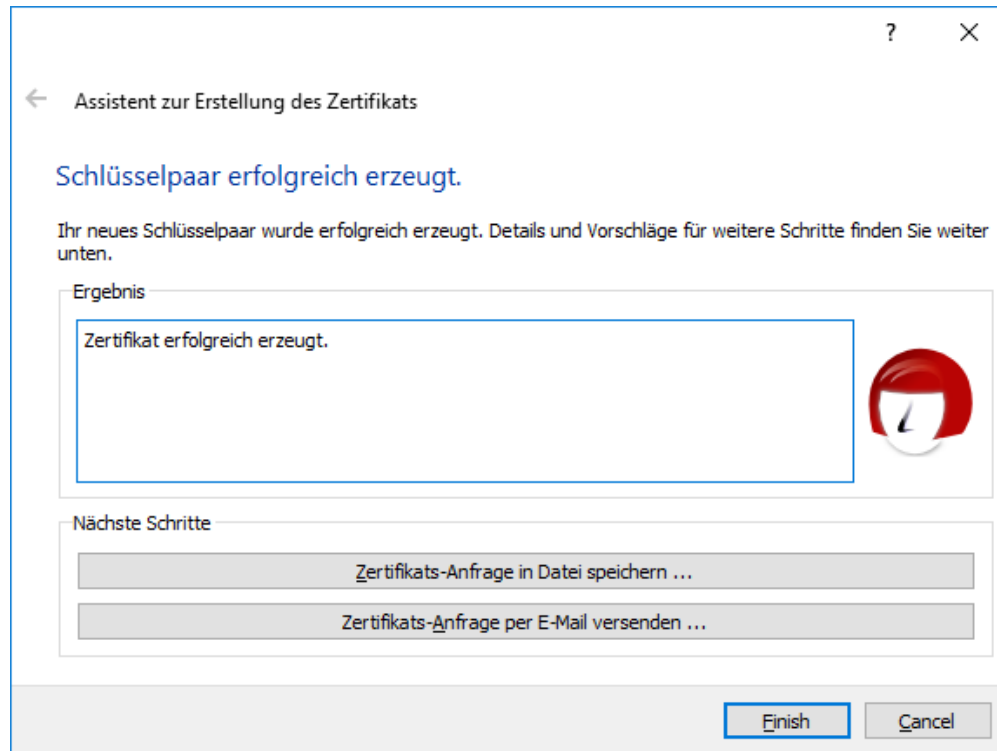 ?
Assistent zur Erstellung des Zertifikats
Schlüsselpaar erfolgreich erzeugt.
Ihr neues Schlüsselpaar wurde erfolgreich erzeugt. Details und Vorschläge für weitere Schritte finden Sie weiter
unten.
Ergebnis
Zertifikat erfolgreich erzeugt.
Nächste Schritte
Zertifikats-Anfrage in Datei speichern ...
Zertifikats-Anfrage per E-Mail versenden ...
Finish Cancel